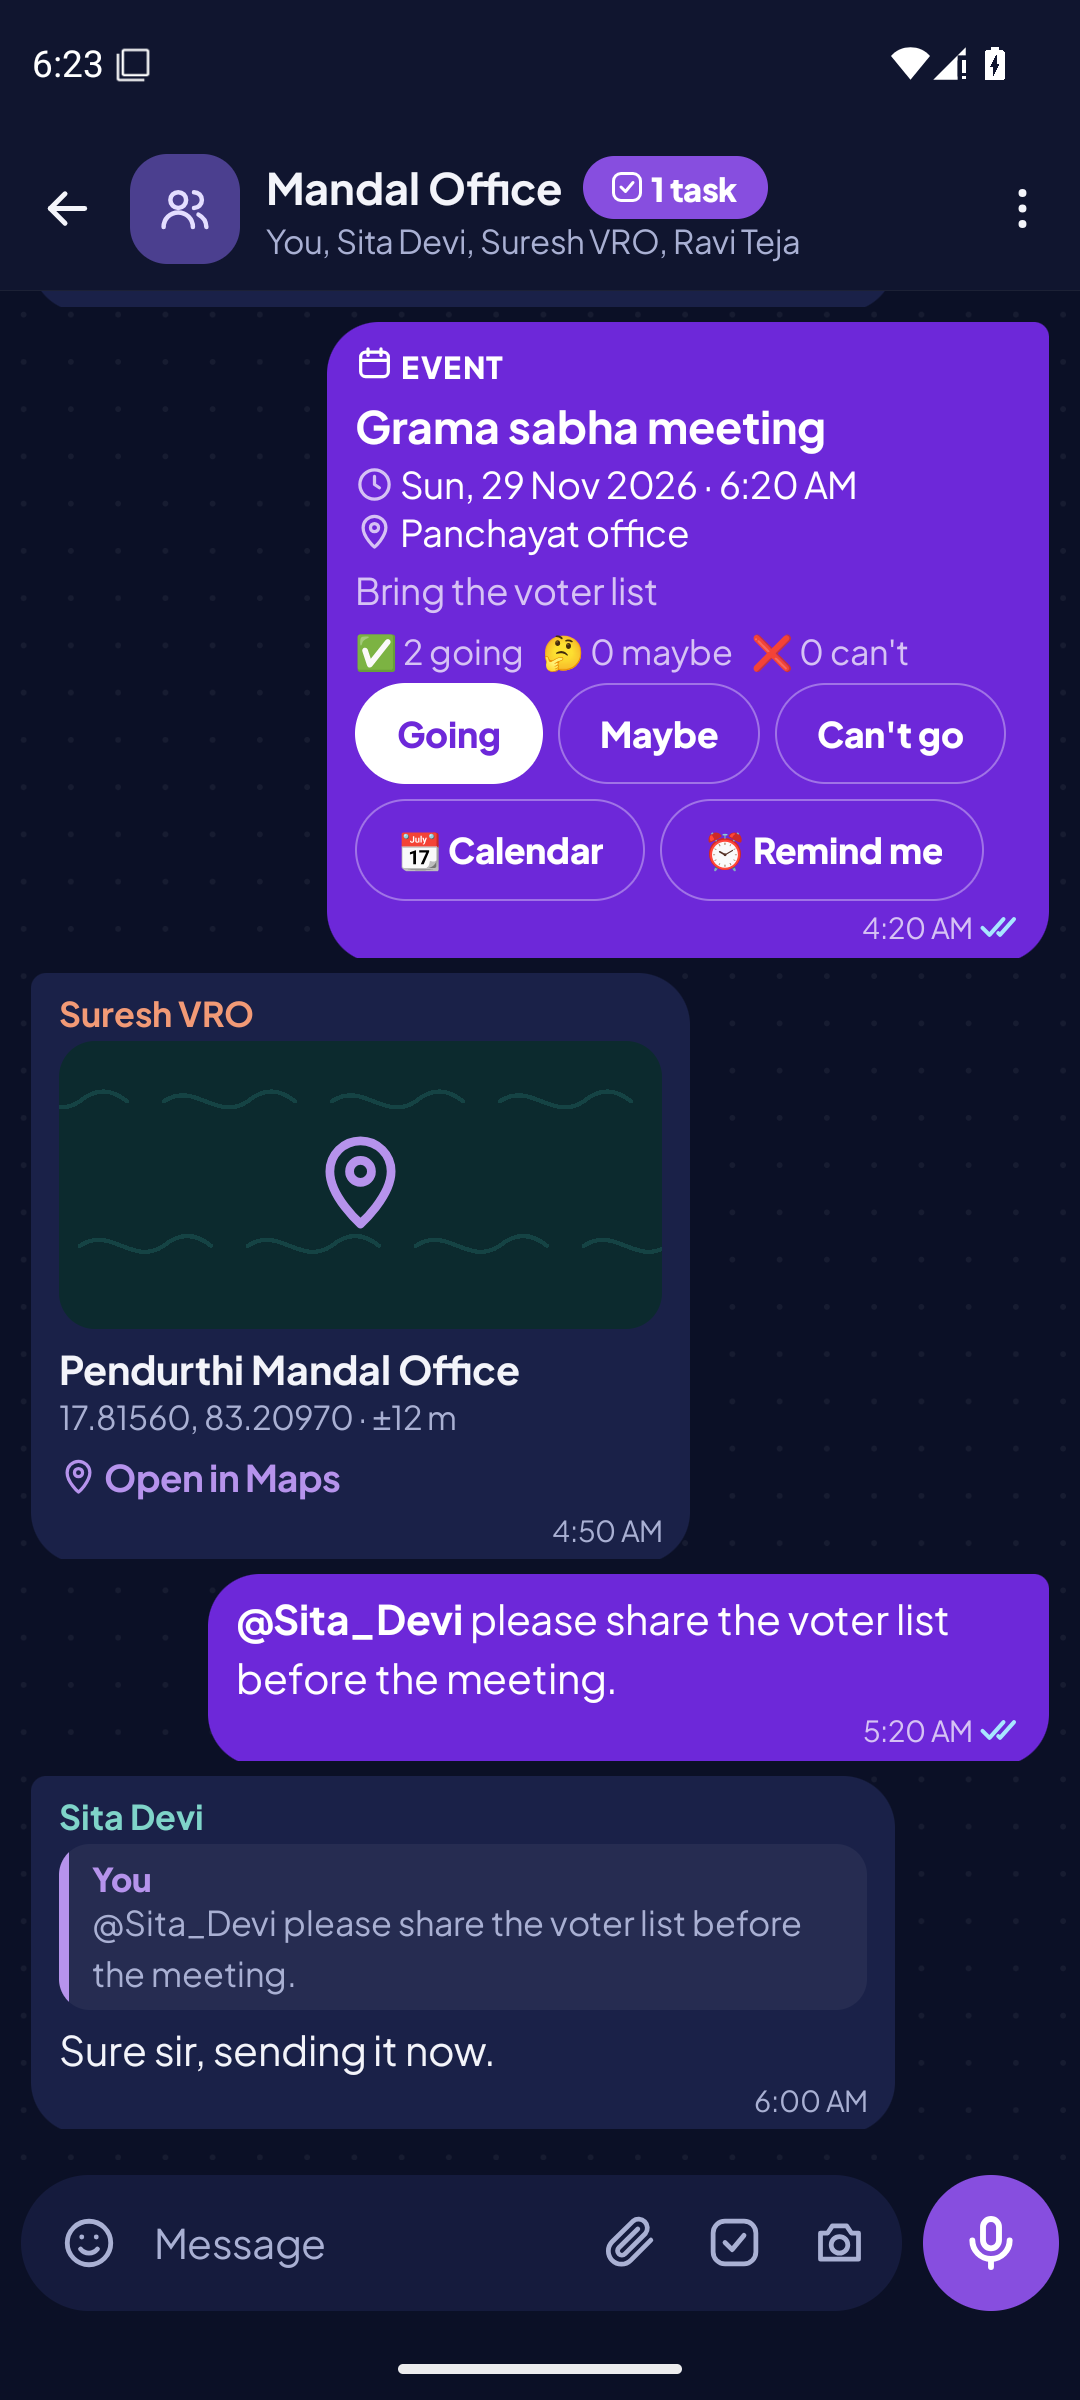 6:23
Mandal Office
1 task
You, Sita Devi, Suresh VRO, Ravi Teja
EVENT
Grama sabha meeting
Sun, 29 Nov 2026 · 6:20 AM
Panchayat office
Bring the voter list
✅ 2 going 🤔 0 maybe ❌ 0 can't
Going Maybe Can't go
📆 Calendar ⏰ Remind me
4:20 AM
Suresh VRO
Pendurthi Mandal Office
17.81560, 83.20970 · ±12 m
Open in Maps
4:50 AM
@Sita_Devi please share the voter list
before the meeting.
5:20 AM
Sita Devi
You
@Sita_Devi please share the voter list before
the meeting.
Sure sir, sending it now.
6:00 AM
Message